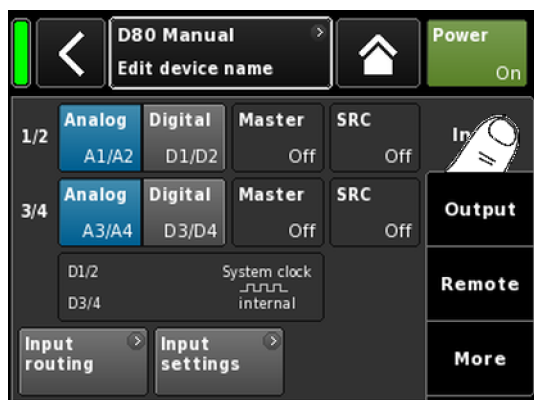 D80 Manual
Edit device name
Power
On
1/2
Analog
A1/A2
Digital
D1/D2
Master
Off
SRC
Off
3/4
Analog
A3/A4
Digital
D3/D4
Master
Off
SRC
Off
Output
D1/2
D3/4
System clock
internal
Remote
Input
routing
Input
settings
More